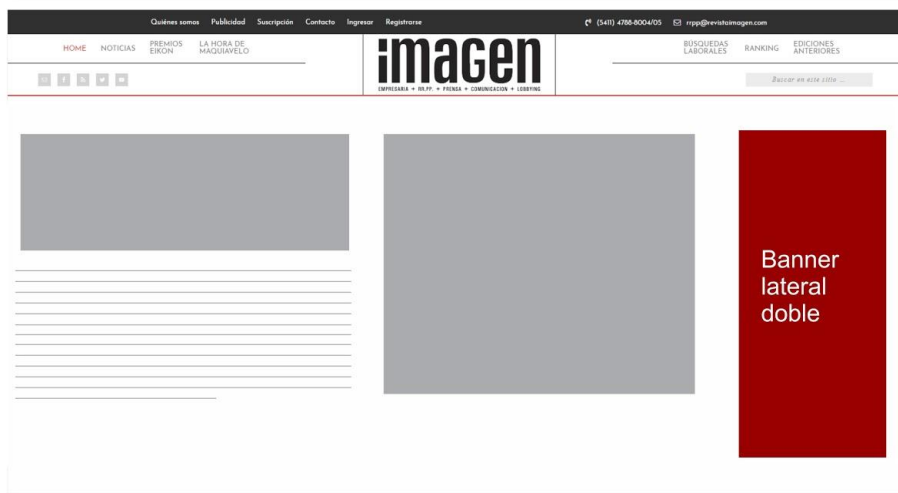 Quiénes somos Publicidad Suscripción Contacto Ingresar Registrarse (5411) 4788-8004/05 rrpp@revistaimagen.com
HOME NOTICIAS PREMIOS EIKON LA HORA DE MAQUIAVELO
imagen
EMPRESARIA + RR.PP. + PRENSA + COMUNICACION + LOBBYING
BÚSQUEDAS LABORALES RANKING EDICIONES ANTERIORES
Buscar en este sitio ...
Banner
lateral
doble